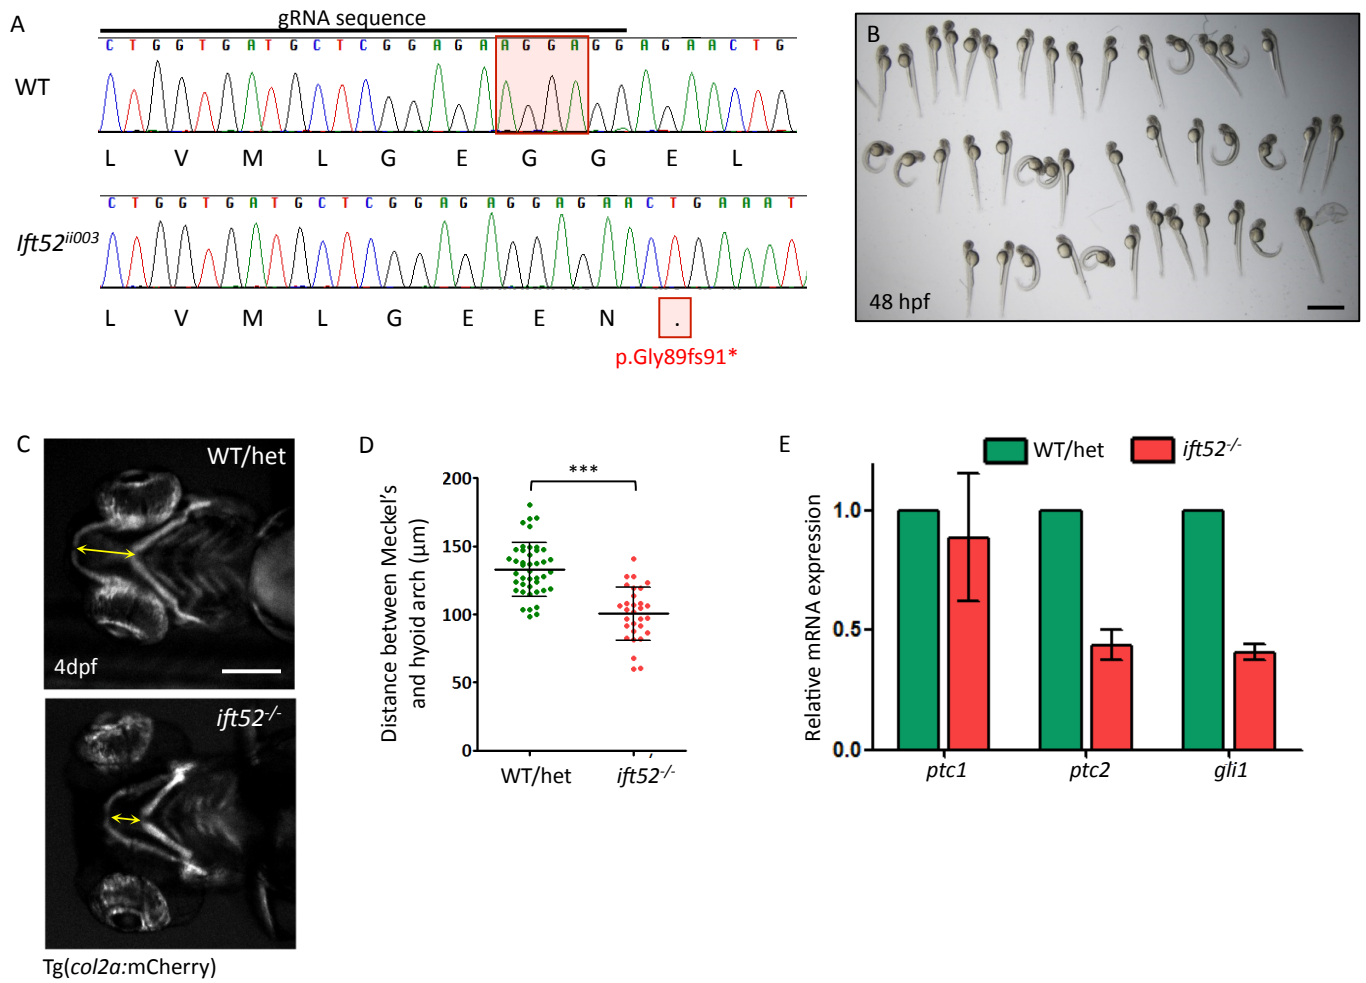 A
gRNA sequence
C T G G T G A T G C T C G G A G A A G G A G G A G A A C T G
WT
L V M L G E G G E L
C T G G T G A T G C T C G G A G A G G A G A A C T G A A A T
Ift52ii003
L V M L G E E N .
p.Gly89fs91*
B
48 hpf
C
WT/het
4dpf
ift52-/-
Tg(col2a:mCherry)
D
***
Distance between Meckel's
and hyoid arch (µm)
200
150
100
50
0
WT/het ift52-/-
E
WT/het ift52-/-
Relative mRNA expression
1.0
0.5
0.0
ptc1 ptc2 gli1